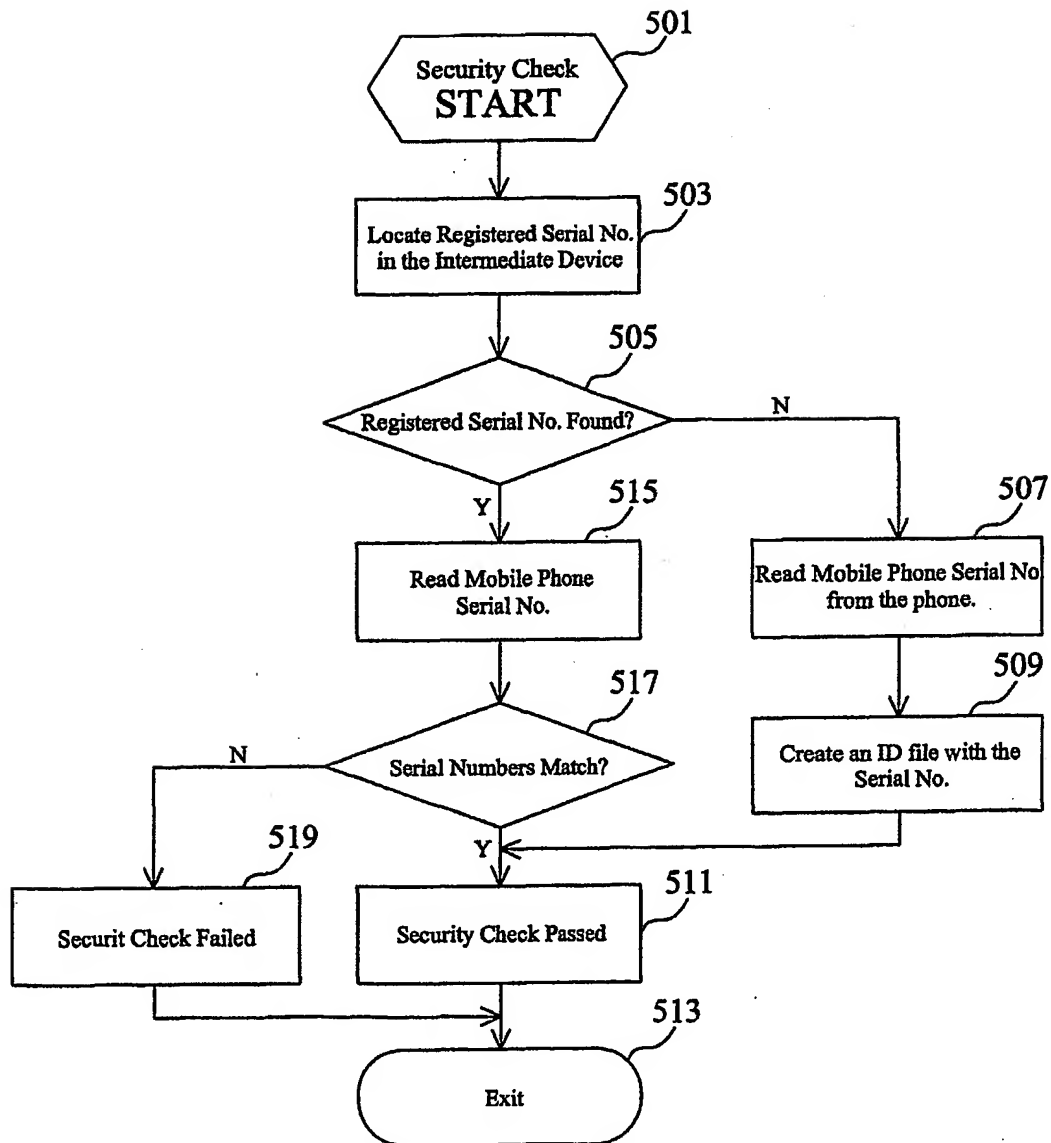 501
Security Check
START
503
Locate Registered Serial No.
in the Intermediate Device
505
Registered Serial No. Found?
N
Y
515
507
Read Mobile Phone
Serial No.
Read Mobile Phone Serial No
from the phone.
517
509
N
Serial Numbers Match?
Create an ID file with the
Serial No.
Y
519
511
Securit Check Failed
Security Check Passed
513
Exit